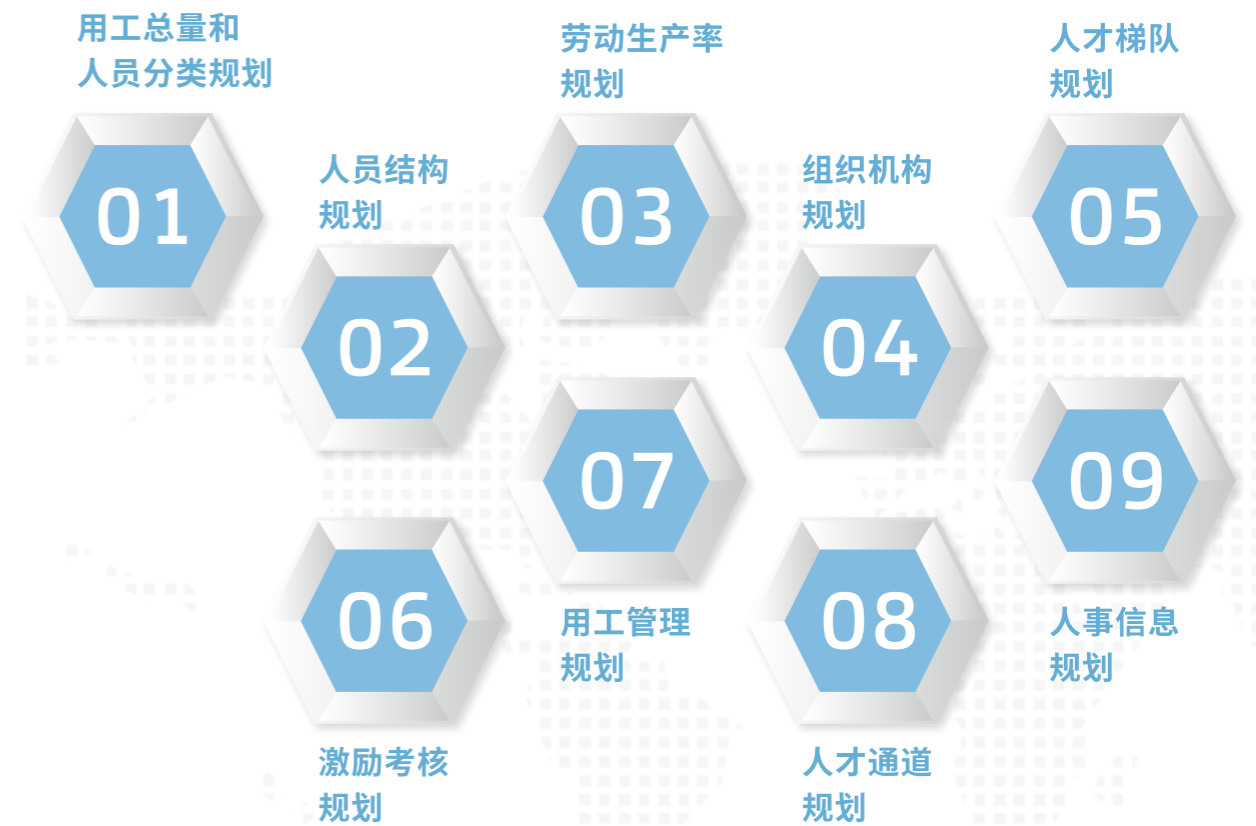 用工总量和
人员分类规划
01
人员结构
规划
02
劳动生产率
规划
03
组织机构
规划
04
人才梯队
规划
05
06
激励考核
规划
07
用工管理
规划
08
人才通道
规划
09
人事信息
规划